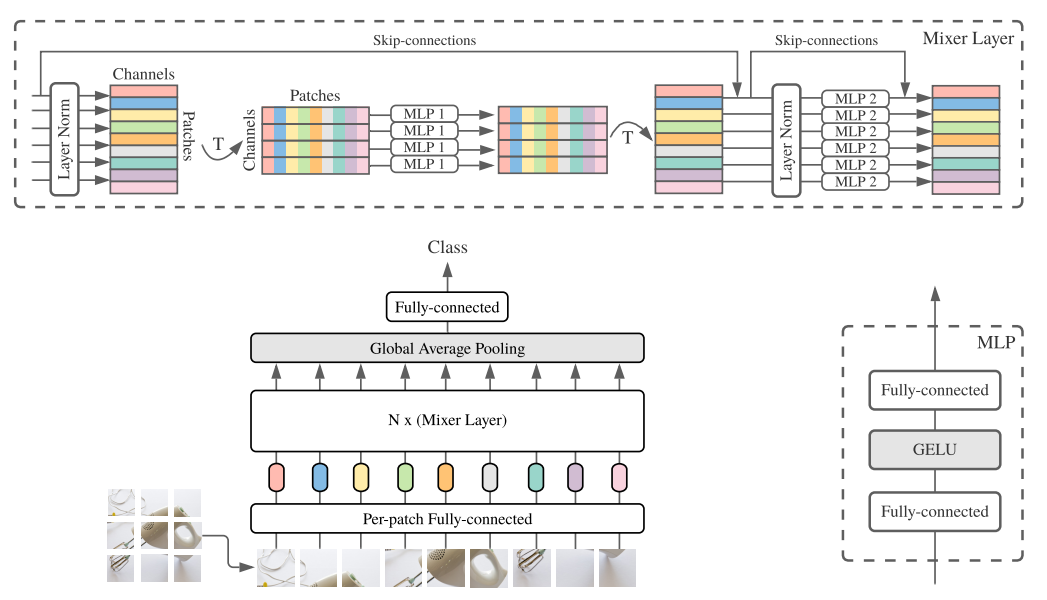 Skip-connections
Skip-connections
Mixer Layer
Channels
Layer Norm
Patches
T
Patches
Channels
MLP 1
MLP 1
MLP 1
MLP 1
T
Layer Norm
MLP 2
MLP 2
MLP 2
MLP 2
MLP 2
MLP 2
Class
Fully-connected
Global Average Pooling
N x (Mixer Layer)
Per-patch Fully-connected
MLP
Fully-connected
GELU
Fully-connected